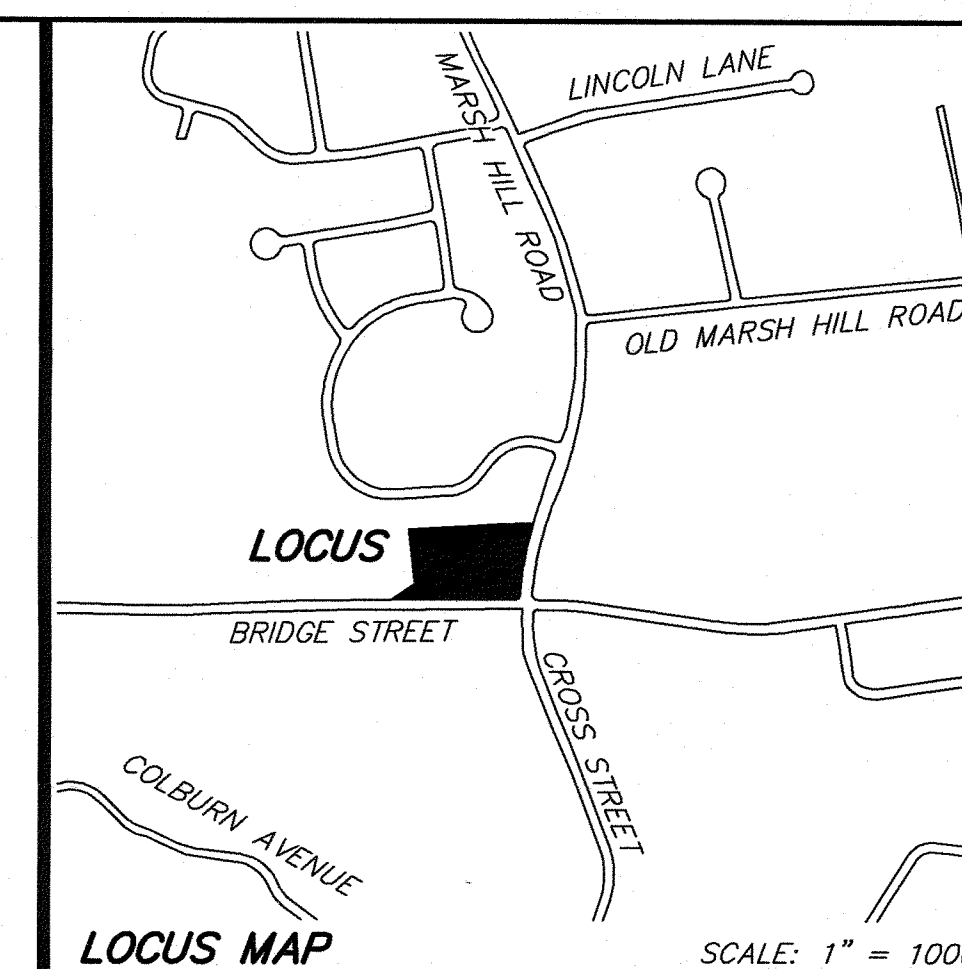 LINCOLN LANE
MARSH HILL ROAD
OLD MARSH HILL ROAD
LOCUS
BRIDGE STREET
CROSS STREET
COLBURN AVENUE
LOCUS MAP
SCALE: 1" = 100